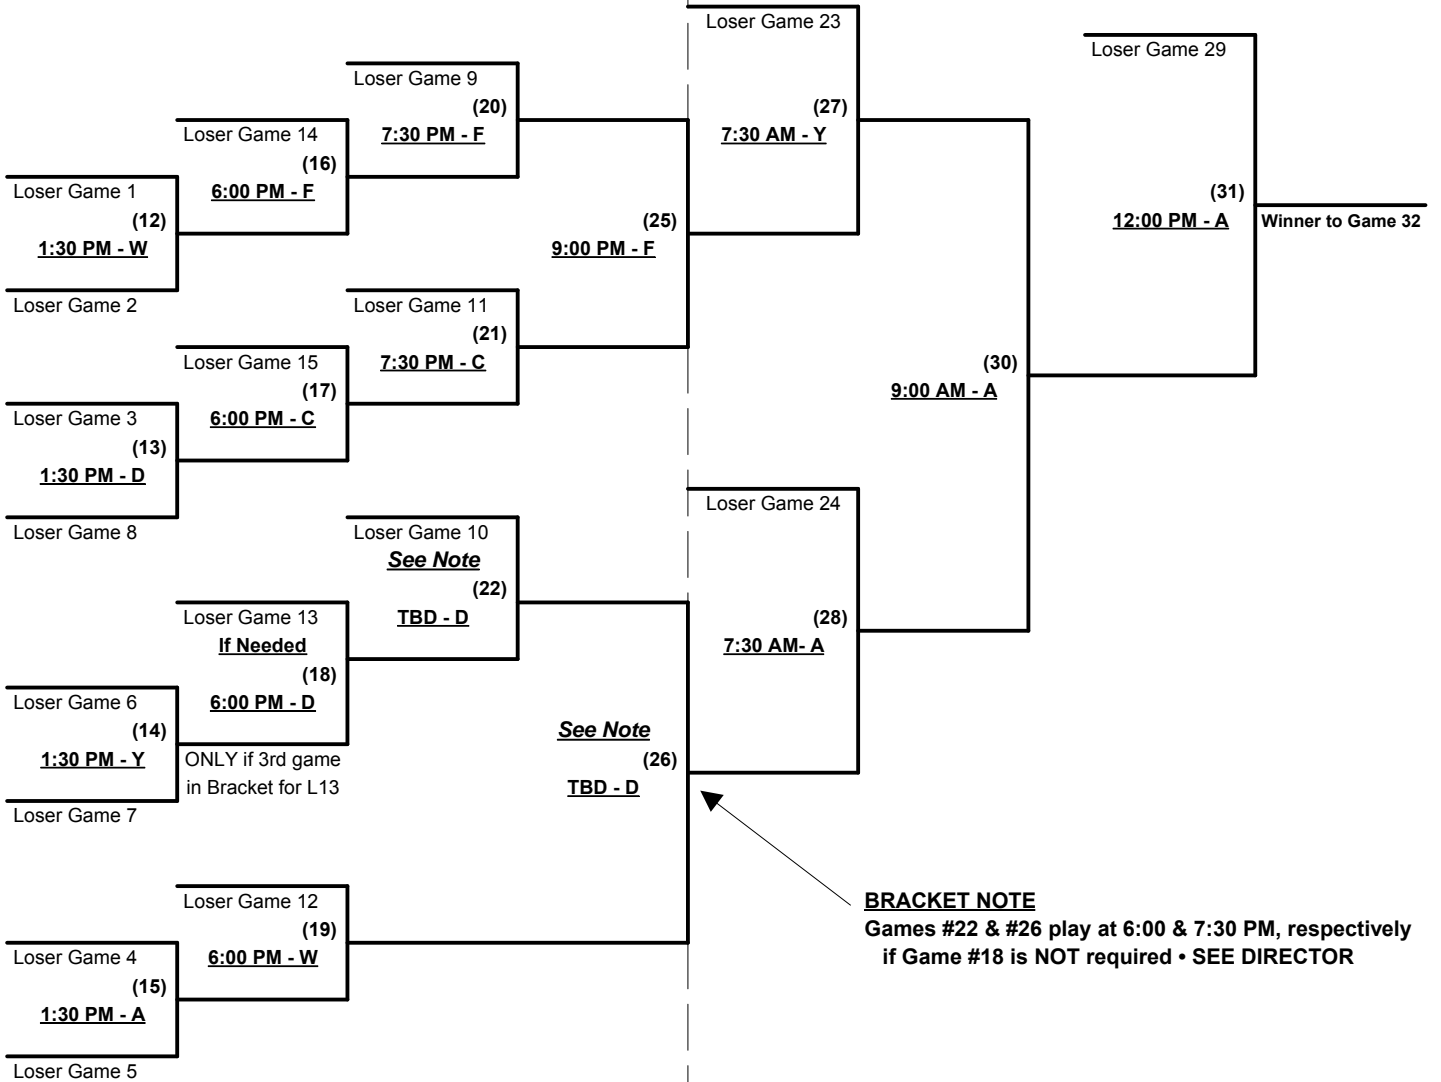 Loser Game 23
Loser Game 29
Loser Game 9
(20)
7:30 PM - F
(27)
7:30 AM - Y
Loser Game 14
(16)
6:00 PM - F
Loser Game 1
(12)
1:30 PM - W
(25)
9:00 PM - F
(31)
12:00 PM - A
Winner to Game 32
Loser Game 2
Loser Game 11
(21)
7:30 PM - C
Loser Game 15
(17)
6:00 PM - C
(30)
9:00 AM - A
Loser Game 3
(13)
1:30 PM - D
Loser Game 8
Loser Game 10
See Note
(22)
TBD - D
Loser Game 24
(28)
7:30 AM- A
Loser Game 13
If Needed
(18)
6:00 PM - D
Loser Game 6
(14)
1:30 PM - Y
ONLY if 3rd game
in Bracket for L13
See Note
(26)
TBD - D
Loser Game 7
Loser Game 12
(19)
6:00 PM - W
BRACKET NOTE
Games #22 & #26 play at 6:00 & 7:30 PM, respectively
if Game #18 is NOT required • SEE DIRECTOR
Loser Game 4
(15)
1:30 PM - A
Loser Game 5